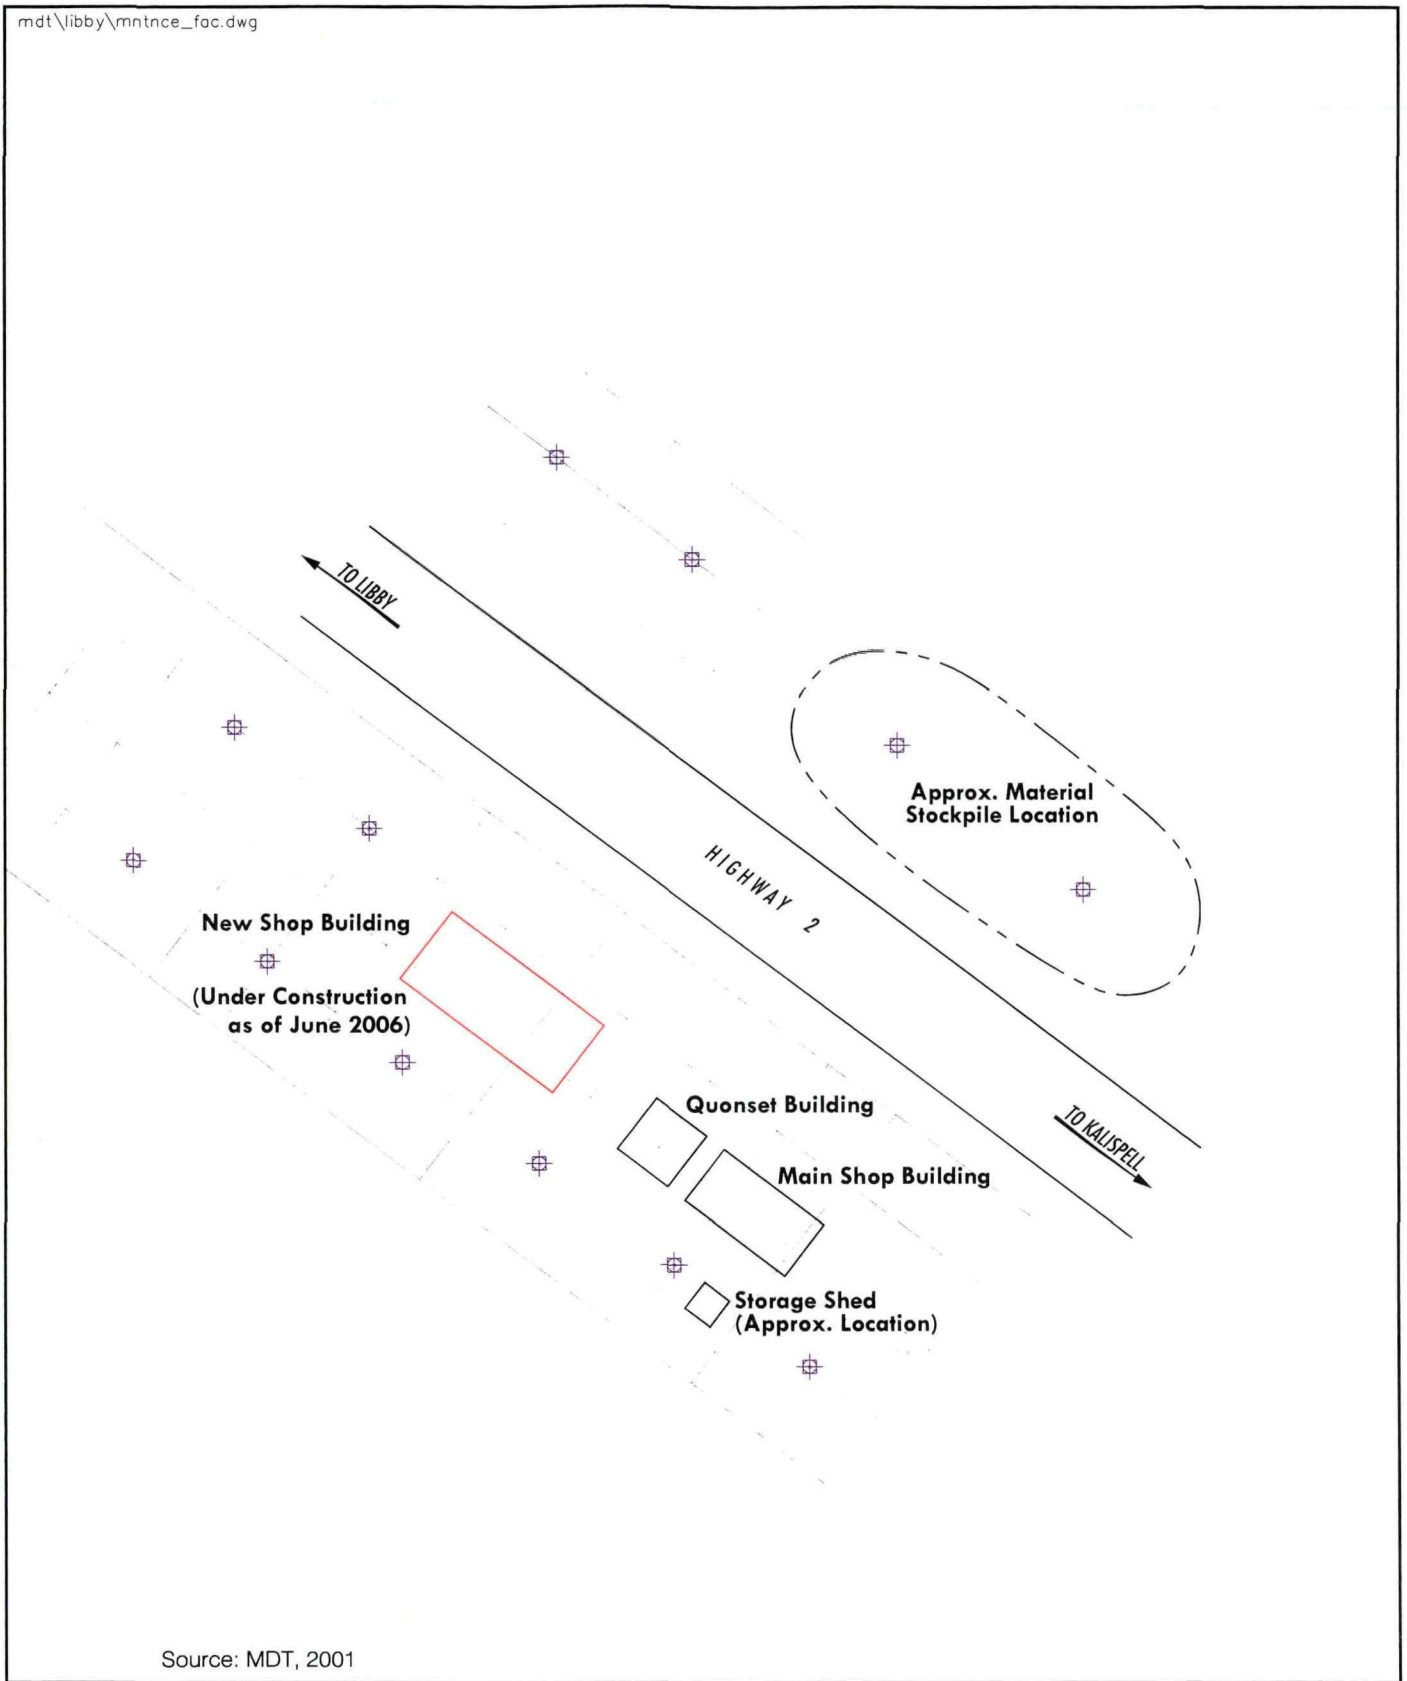 mdt\libby\mntnce_fac.dwg
TO LIBBY
Approx. Material
Stockpile Location
HIGHWAY 2
New Shop Building
(Under Construction
as of June 2006)
Quonset Building
TO KALISPELL
Main Shop Building
Storage Shed
(Approx. Location)
Source: MDT, 2001